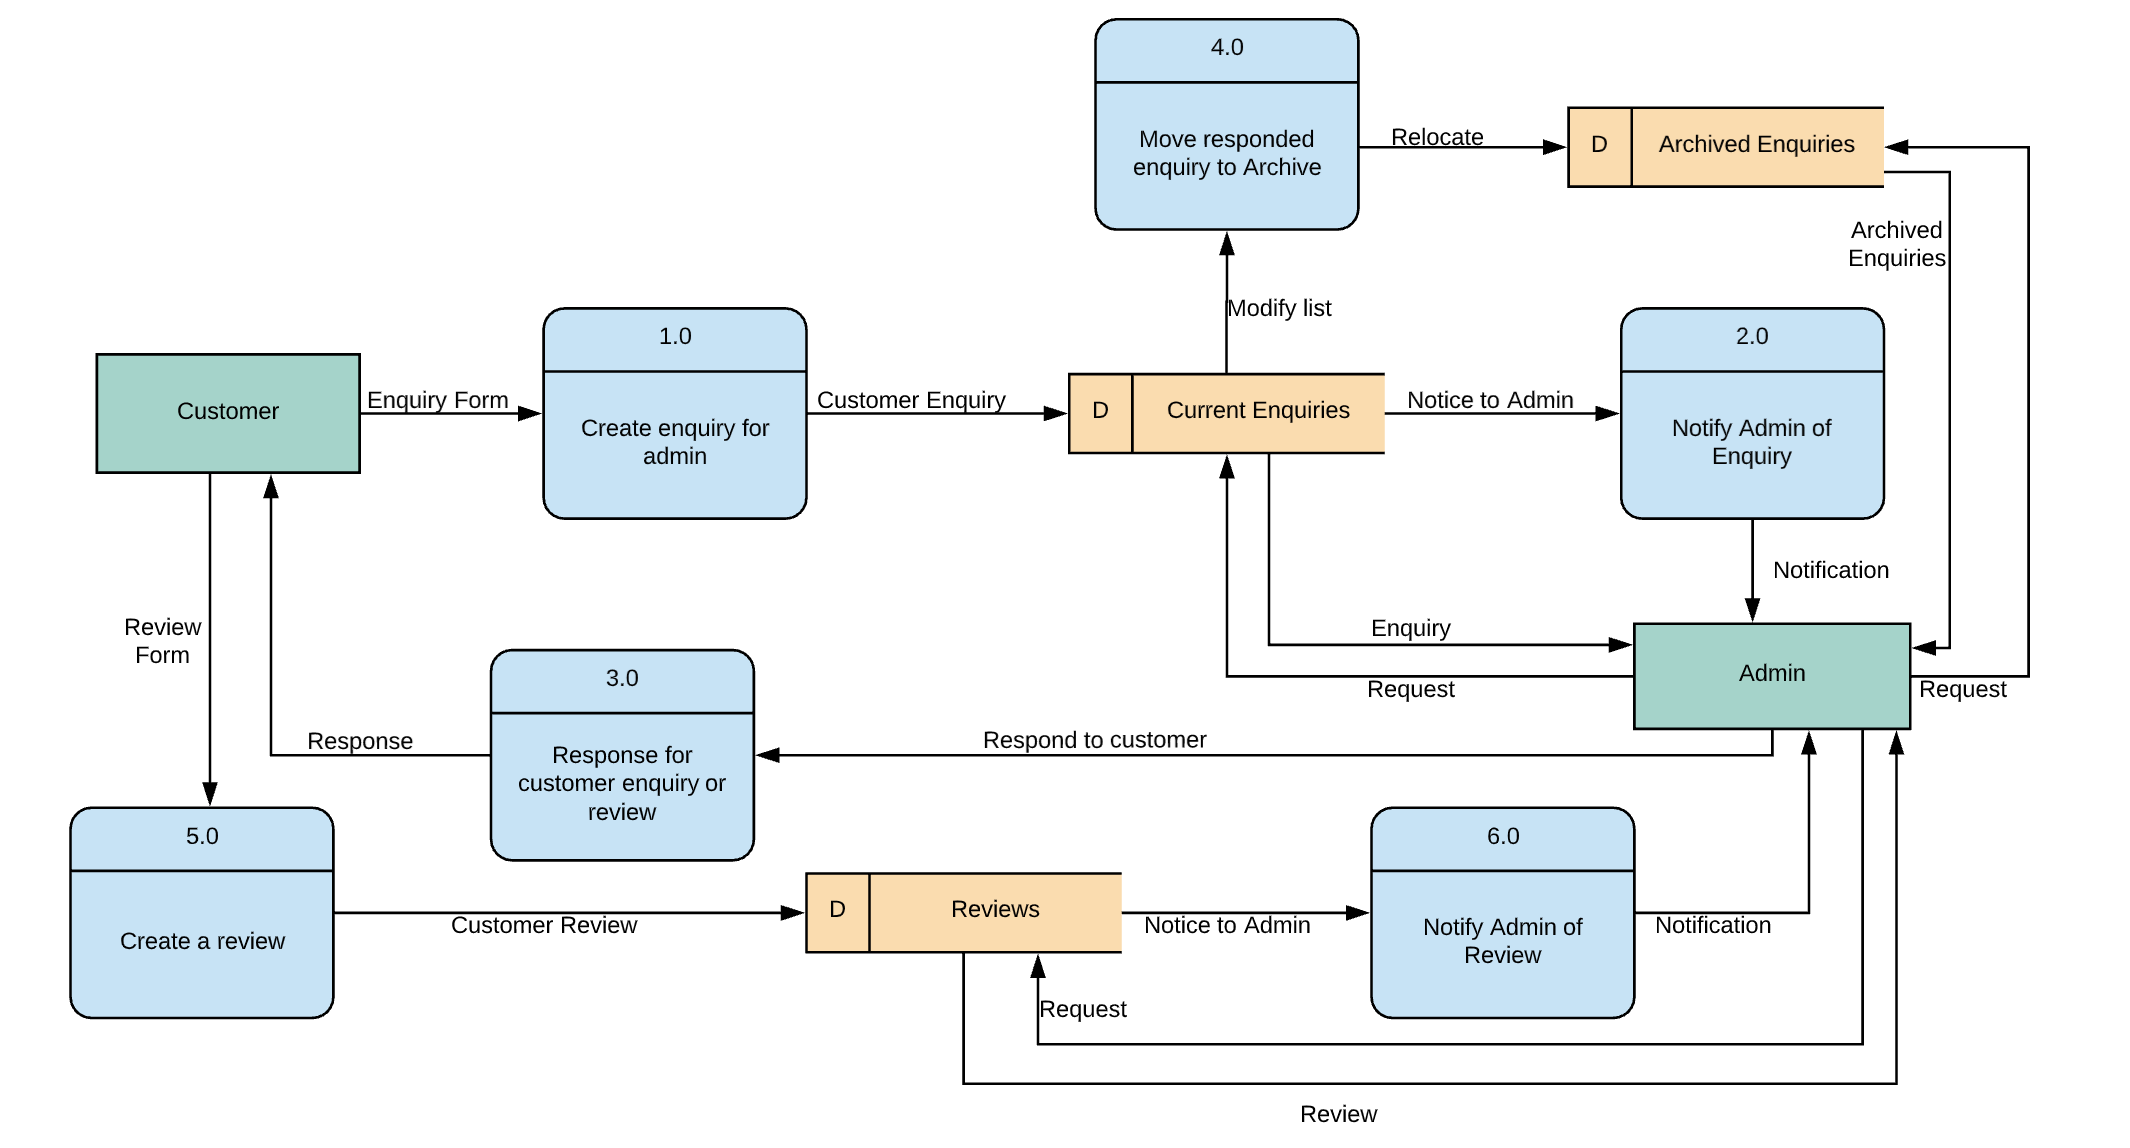 4.0
Move responded
enquiry to Archive
Relocate
D
Archived Enquiries
Archived
Enquiries
Modify list
Customer
Enquiry Form
1.0
Create enquiry for
admin
Customer Enquiry
D
Current Enquiries
Notice to Admin
2.0
Notify Admin of
Enquiry
Notification
Enquiry
Request
Admin
Request
Review
Form
Response
3.0
Response for
customer enquiry or
review
Respond to customer
5.0
Create a review
Customer Review
D
Reviews
Notice to Admin
6.0
Notify Admin of
Review
Notification
Request
Review